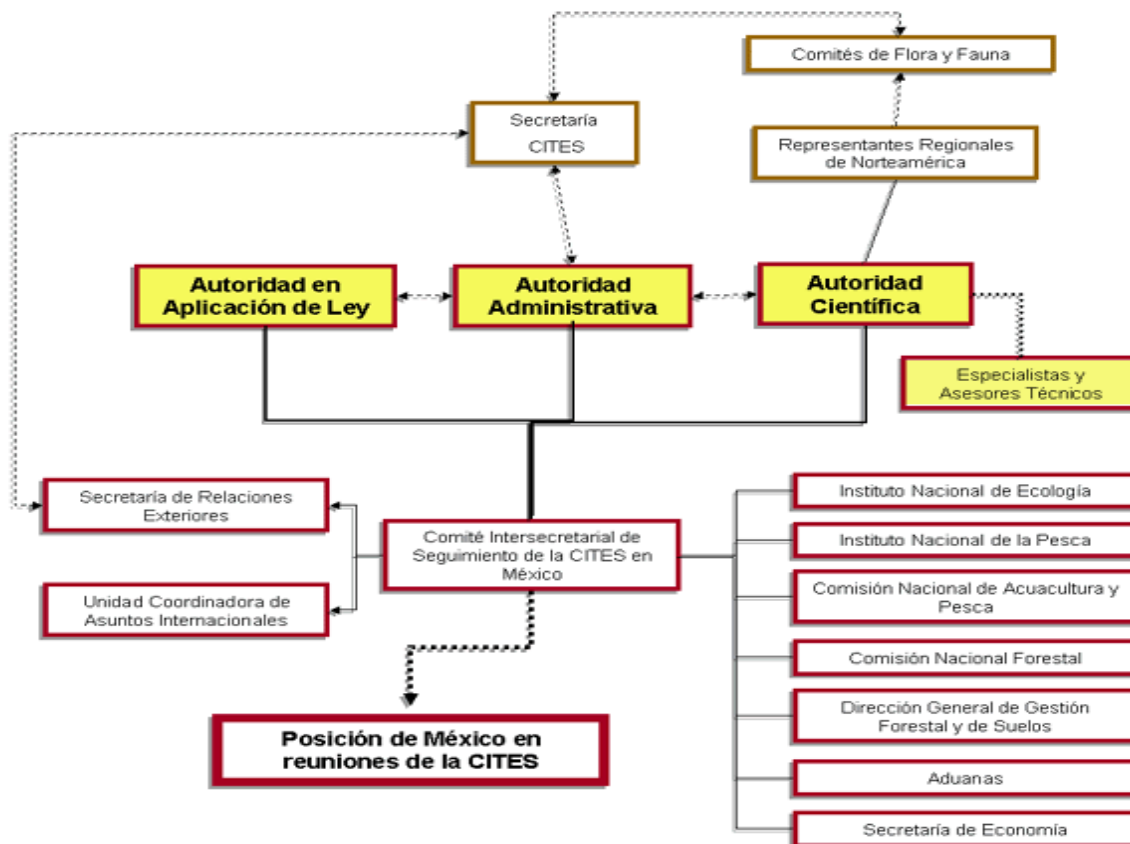 Comités de Flora y Fauna
Secretaría
CITES
Representantes Regionales
de Norteamérica
Autoridad en
Aplicación de Ley
Autoridad
Administrativa
Autoridad
Científica
Especialistas y
Asesores Técnicos
Secretaría de Relaciones
Exteriores
Unidad Coordinadora de
Asuntos Internacionales
Comité Intersecretarial de
Seguimiento de la CITES en
México
Instituto Nacional de Ecología
Instituto Nacional de la Pesca
Comisión Nacional de Acuacultura y
Pesca
Comisión Nacional Forestal
Dirección General de Gestión
Forestal y de Suelos
Aduanas
Secretaría de Economía
Posición de México en
reuniones de la CITES